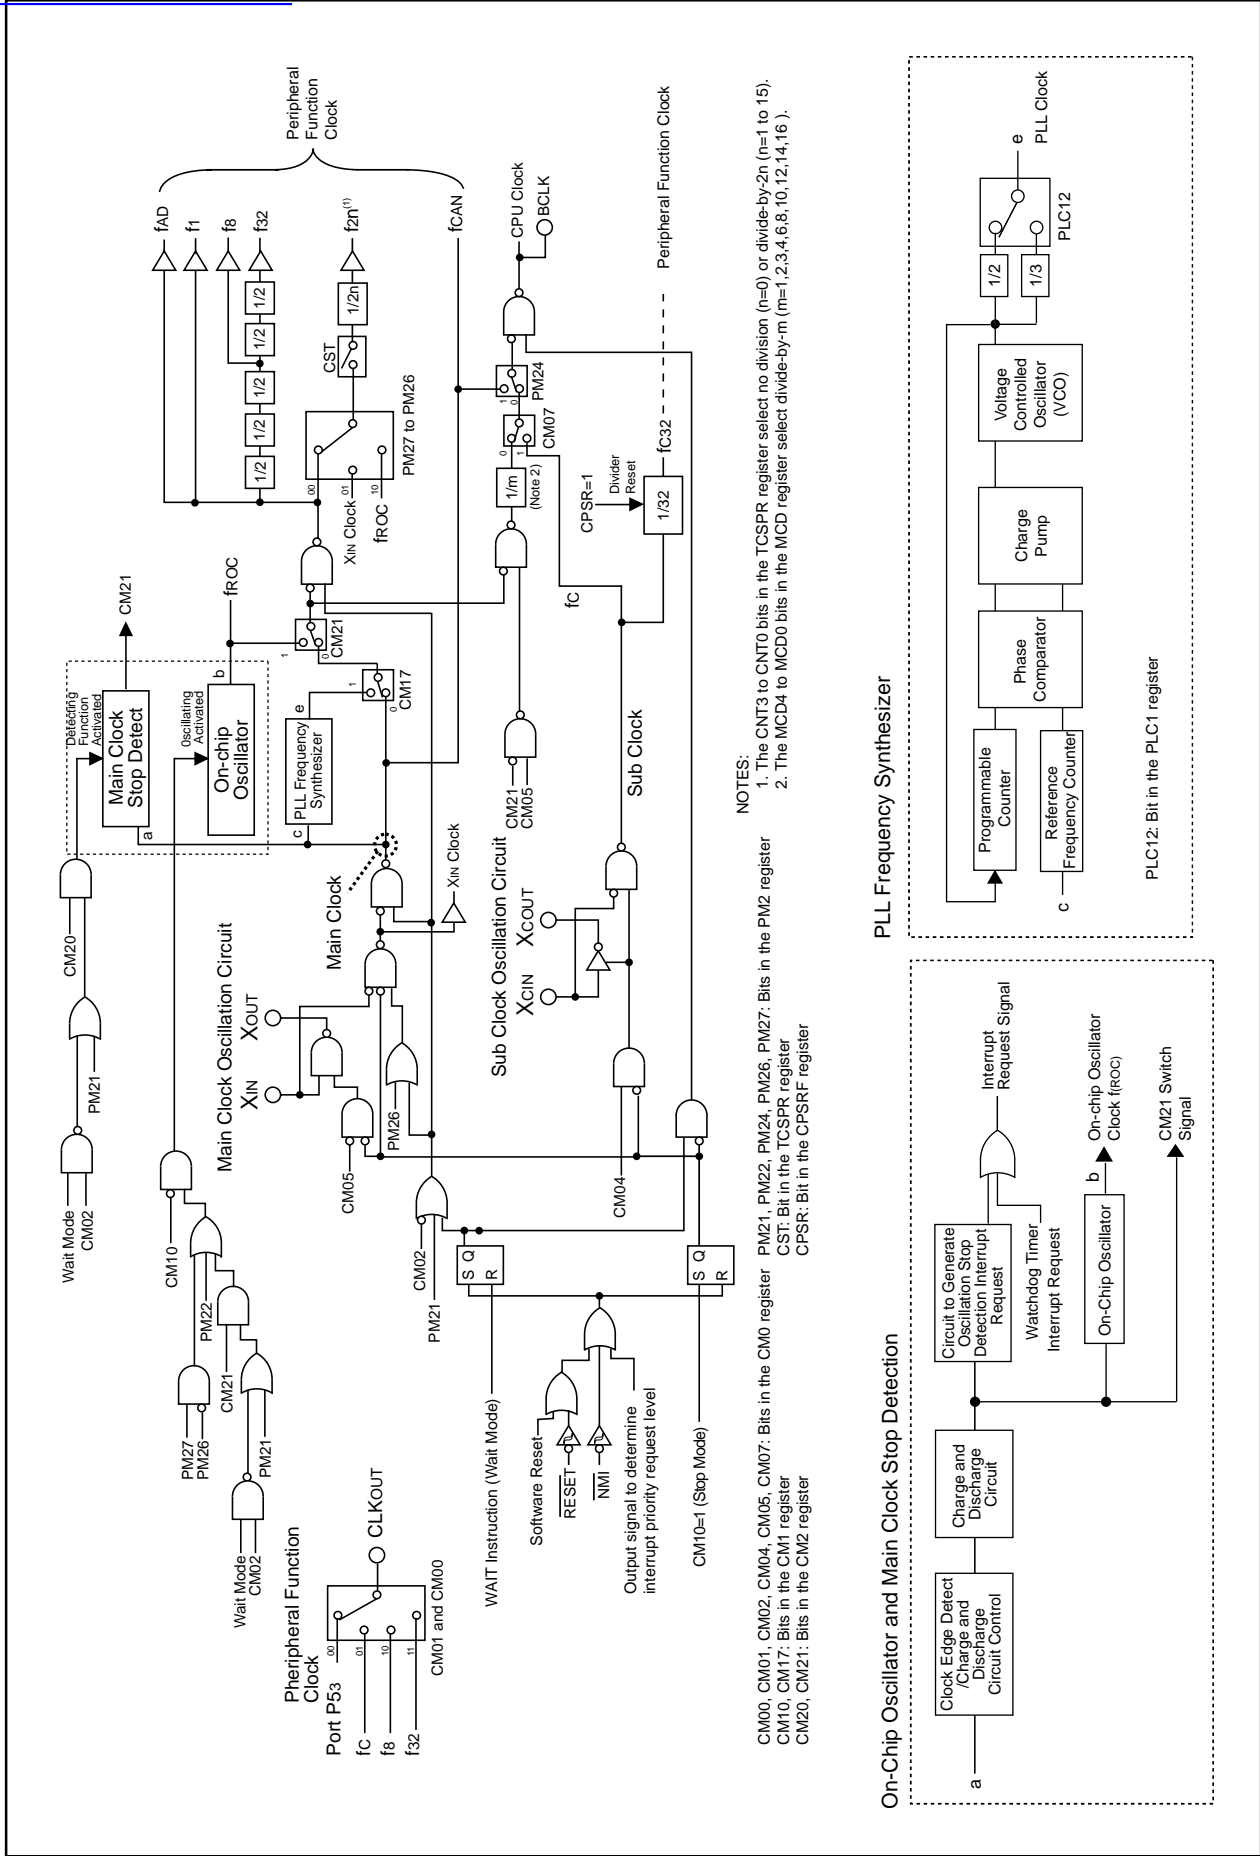 Wait Mode
CM02
PM21
CM20
Detecting
Function
Activated
Main Clock
Stop Detect
CM21
a
CM10
PM22
PM27
PM26
CM21
PM21
Wait Mode
CM02
Oscillating
Activated
On-chip
Oscillator
b
fROC
c
PLL Frequency
Synthesizer
e
1
0
CM17
1
0
CM21
fAD
f1
f8
f32
1/2
1/2
1/2
1/2
1/2
Peripheral
Function
Clock
00
XIN Clock
01
fROC
10
PM27 to PM26
CST
1/2n
f2n(1)
fCAN
Main Clock Oscillation Circuit
XIN
XOUT
Main Clock
XIN Clock
CM05
PM26
CM02
PM21
S Q
R
WAIT Instruction (Wait Mode)
Pheripheral Function
Clock
Port P53
00
fC
01
f8
10
f32
11
CM01 and CM00
CLKOUT
CM21
CM05
1/m
(Note 2)
0
1
CM07
1
0
PM24
CPU Clock
BCLK
Sub Clock Oscillation Circuit
XCIN
XCOUT
Sub Clock
fC
CM04
CPSR=1
Divider
Reset
1/32
fC32
Peripheral Function Clock
Software Reset
RESET
NMI
Output signal to determine
interrupt priority request level
CM10=1 (Stop Mode)
S Q
R
CM00, CM01, CM02, CM04, CM05, CM07: Bits in the CM0 register
CM10, CM17: Bits in the CM1 register
CM20, CM21: Bits in the CM2 register
PM21, PM22, PM24, PM26, PM27: Bits in the PM2 register
CST: Bit in the TCSPR register
CPSR: Bit in the CPSRF register
NOTES:
1. The CNT3 to CNT0 bits in the TCSPR register select no division (n=0) or divide-by-2n (n=1 to 15).
2. The MCD4 to MCD0 bits in the MCD register select divide-by-m (m=1,2,3,4,6,8,10,12,14,16 ).
On-Chip Oscillator and Main Clock Stop Detection
a
Clock Edge Detect
/Charge and
Discharge
Circuit Control
Charge and
Discharge
Circuit
Circuit to Generate
Oscillation Stop
Detection Interrupt
Request
Watchdog Timer
Interrupt Request
Interrupt
Request Signal
On-Chip Oscillator
b
On-chip Oscillator
Clock f(ROC)
CM21 Switch
Signal
PLL Frequency Synthesizer
c
Programmable
Counter
Reference
Frequency Counter
Phase
Comparator
Charge
Pump
Voltage
Controlled
Oscillator
(VCO)
1/2
1/3
PLC12
e
PLL Clock
PLC12: Bit in the PLC1 register